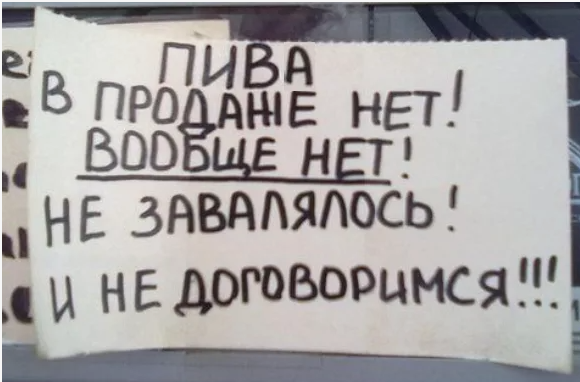 ПИВА
В ПРОДАЖЕ НЕТ!
ВООБЩЕ НЕТ!
НЕ ЗАВАЛЯЛОСЬ!
И НЕ ДОГОВОРИМСЯ!!!